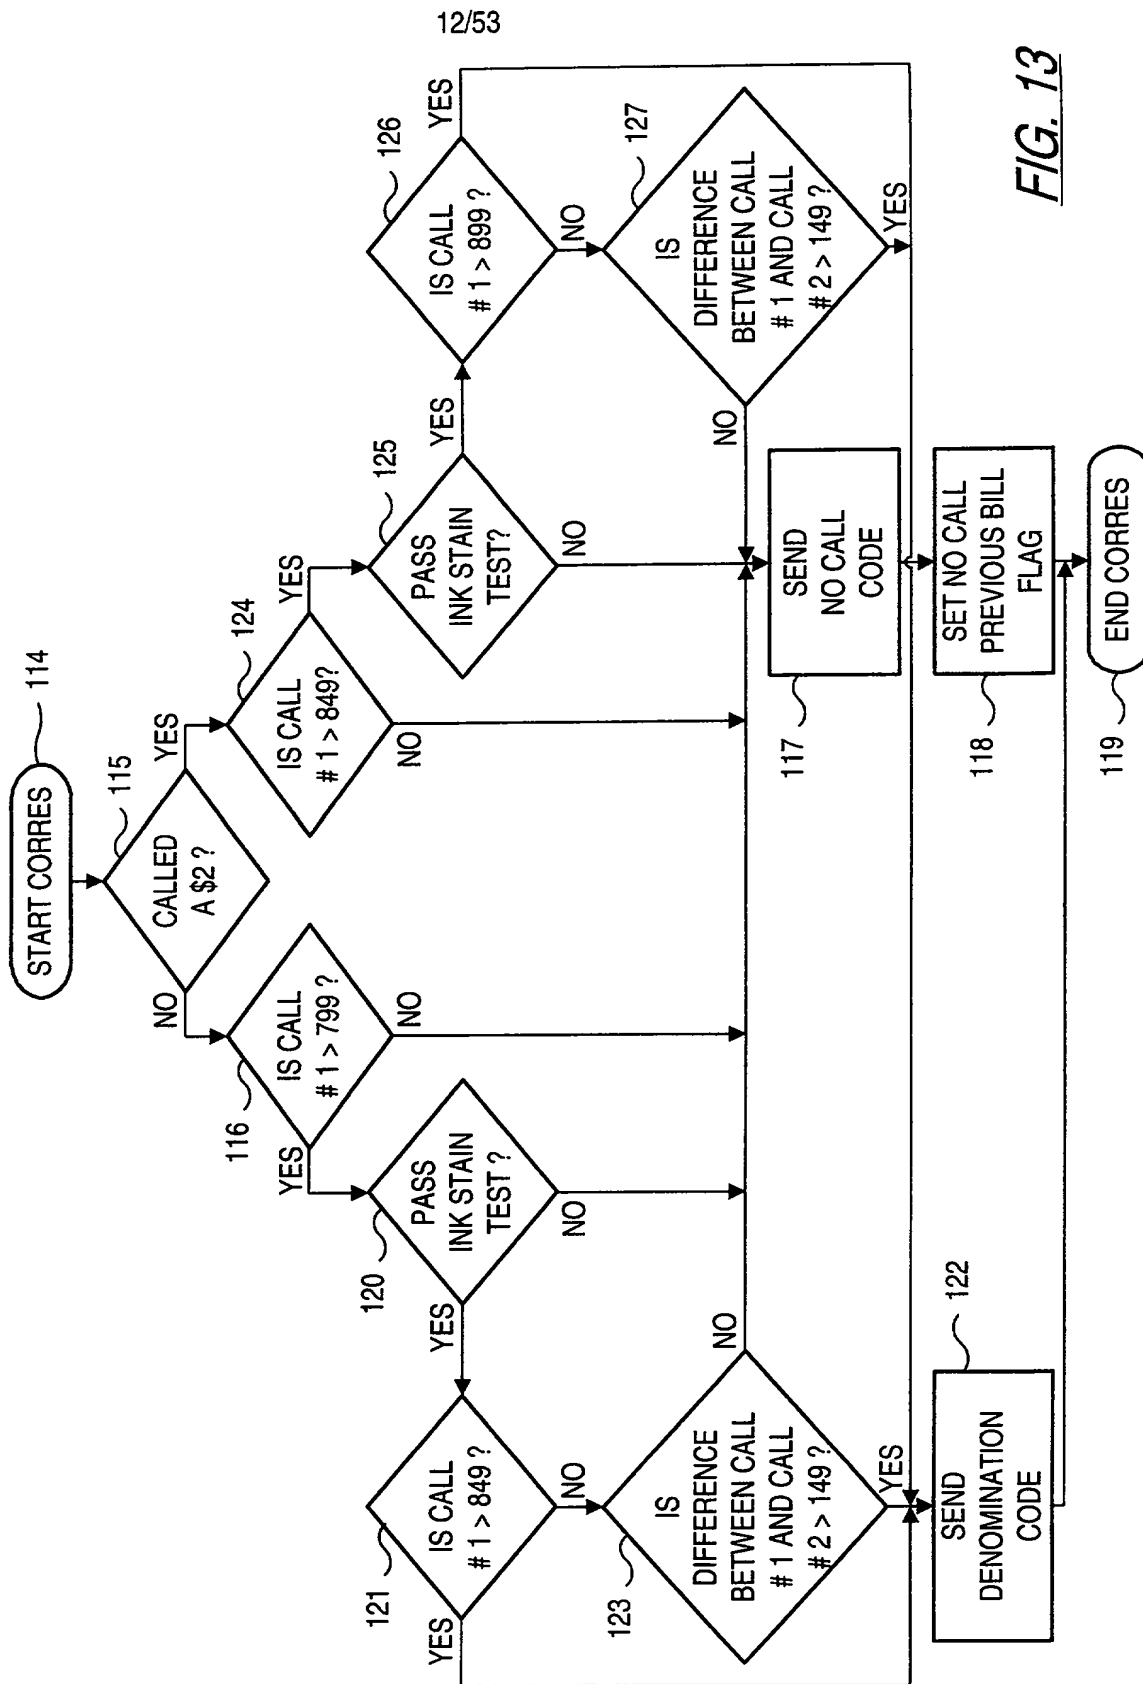 12/53
START CORRES
114
115
CALLED
A $2 ?
NO
YES
116
IS CALL
# 1 > 799 ?
YES
NO
124
IS CALL
# 1 > 849?
YES
NO
120
PASS
INK STAIN
TEST ?
YES
NO
125
PASS
INK STAIN
TEST?
YES
NO
121
IS CALL
# 1 > 849 ?
YES
NO
126
IS CALL
# 1 > 899 ?
YES
NO
123
IS
DIFFERENCE
BETWEEN CALL
# 1 AND CALL
# 2 > 149 ?
NO
YES
127
IS
DIFFERENCE
BETWEEN CALL
# 1 AND CALL
# 2 > 149 ?
NO
YES
117
SEND
NO CALL
CODE
122
SEND
DENOMINATION
CODE
118
SET NO CALL
PREVIOUS BILL
FLAG
119
END CORRES
FIG. 13